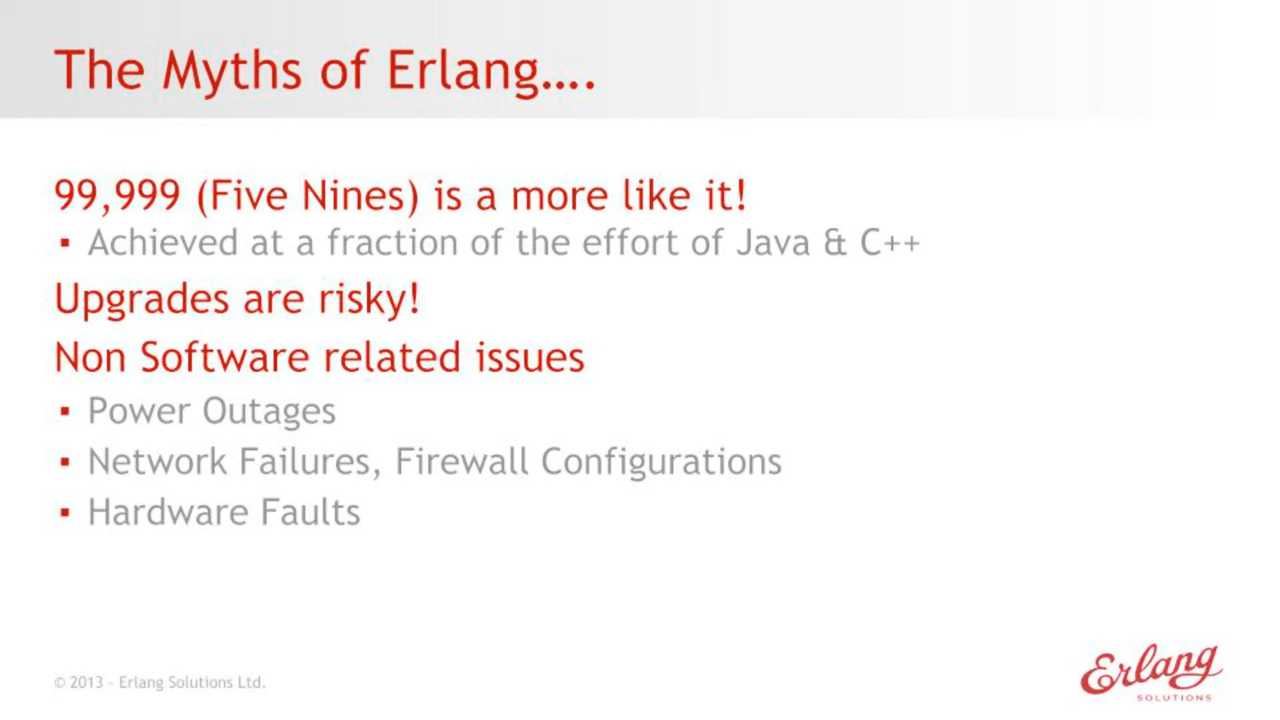 The Myths of Erlang....
99,999 (Five Nines) is a more like it!
▪ Achieved at a fraction of the effort of Java & C++
Upgrades are risky!
Non Software related issues
▪ Power Outages
▪ Network Failures, Firewall Configurations
▪ Hardware Faults
© 2013 – Erlang Solutions Ltd.
Erlang
SOLUTIONS